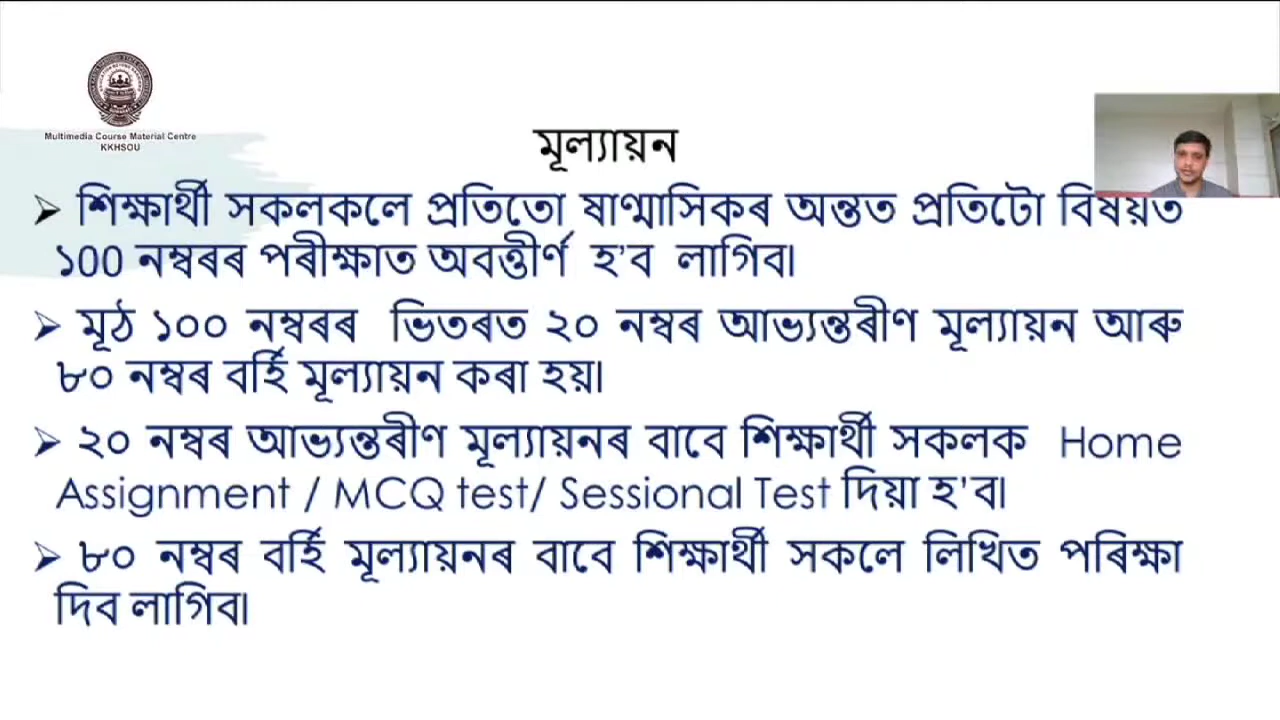 Multimedia Course Material Centre
KKHSOU
মূল্যায়ন
➢ শিক্ষাৰ্থী সকলকলে প্ৰতিতো ষাণ্মাসিকৰ অন্তত প্ৰতিটো বিষয়ত
১00 নম্বৰৰ পৰীক্ষাত অবত্তীৰ্ণ হ'ব লাগিব।
➢ মূঠ ১০০ নম্বৰৰ ভিতৰত ২০ নম্বৰ আভ্যন্তৰীণ মূল্যায়ন আৰু
৮০ নম্বৰ বৰ্হি মূল্যায়ন কৰা হয়।
➢ ২০ নম্বৰ আভ্যন্তৰীণ মূল্যায়নৰ বাবে শিক্ষাৰ্থী সকলক Home
Assignment / MCQ test/ Sessional Test দিয়া হ'ব।
➢ ৮০ নম্বৰ বৰ্হি মূল্যায়নৰ বাবে শিক্ষাৰ্থী সকলে লিখিত পৰিক্ষা
দিব লাগিব।